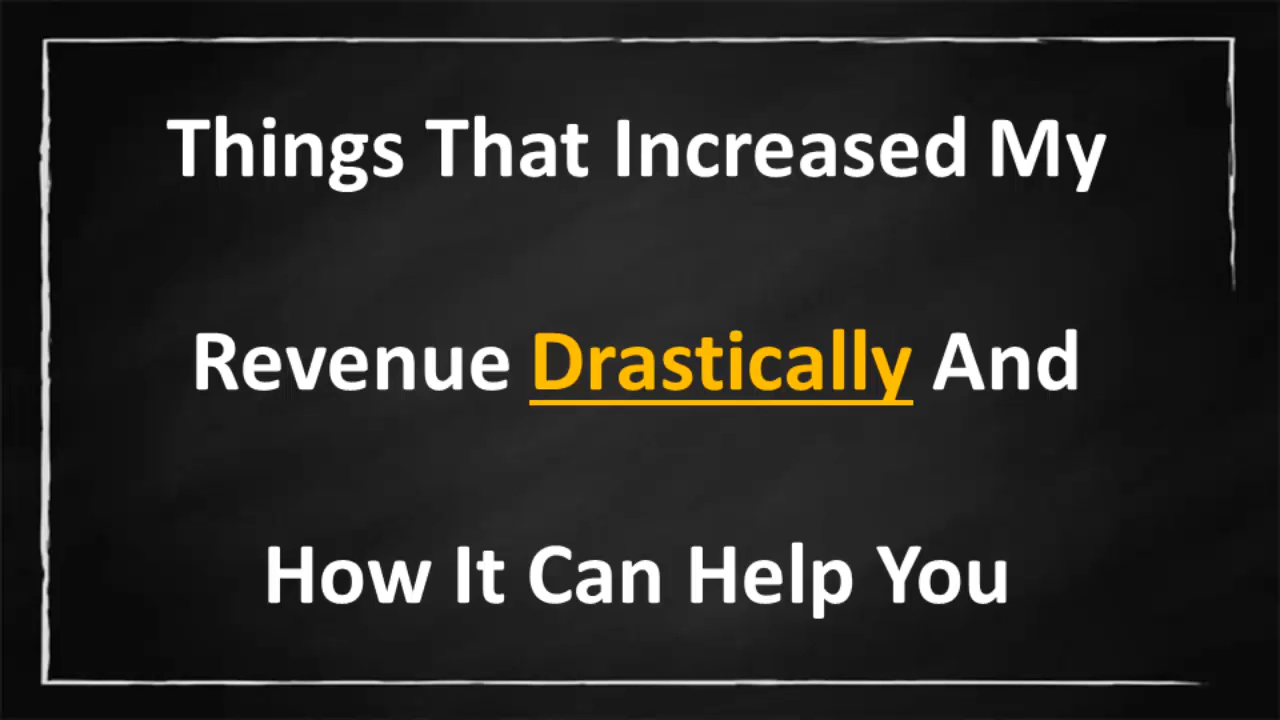 Things That Increased My
Revenue Drastically And
How It Can Help You